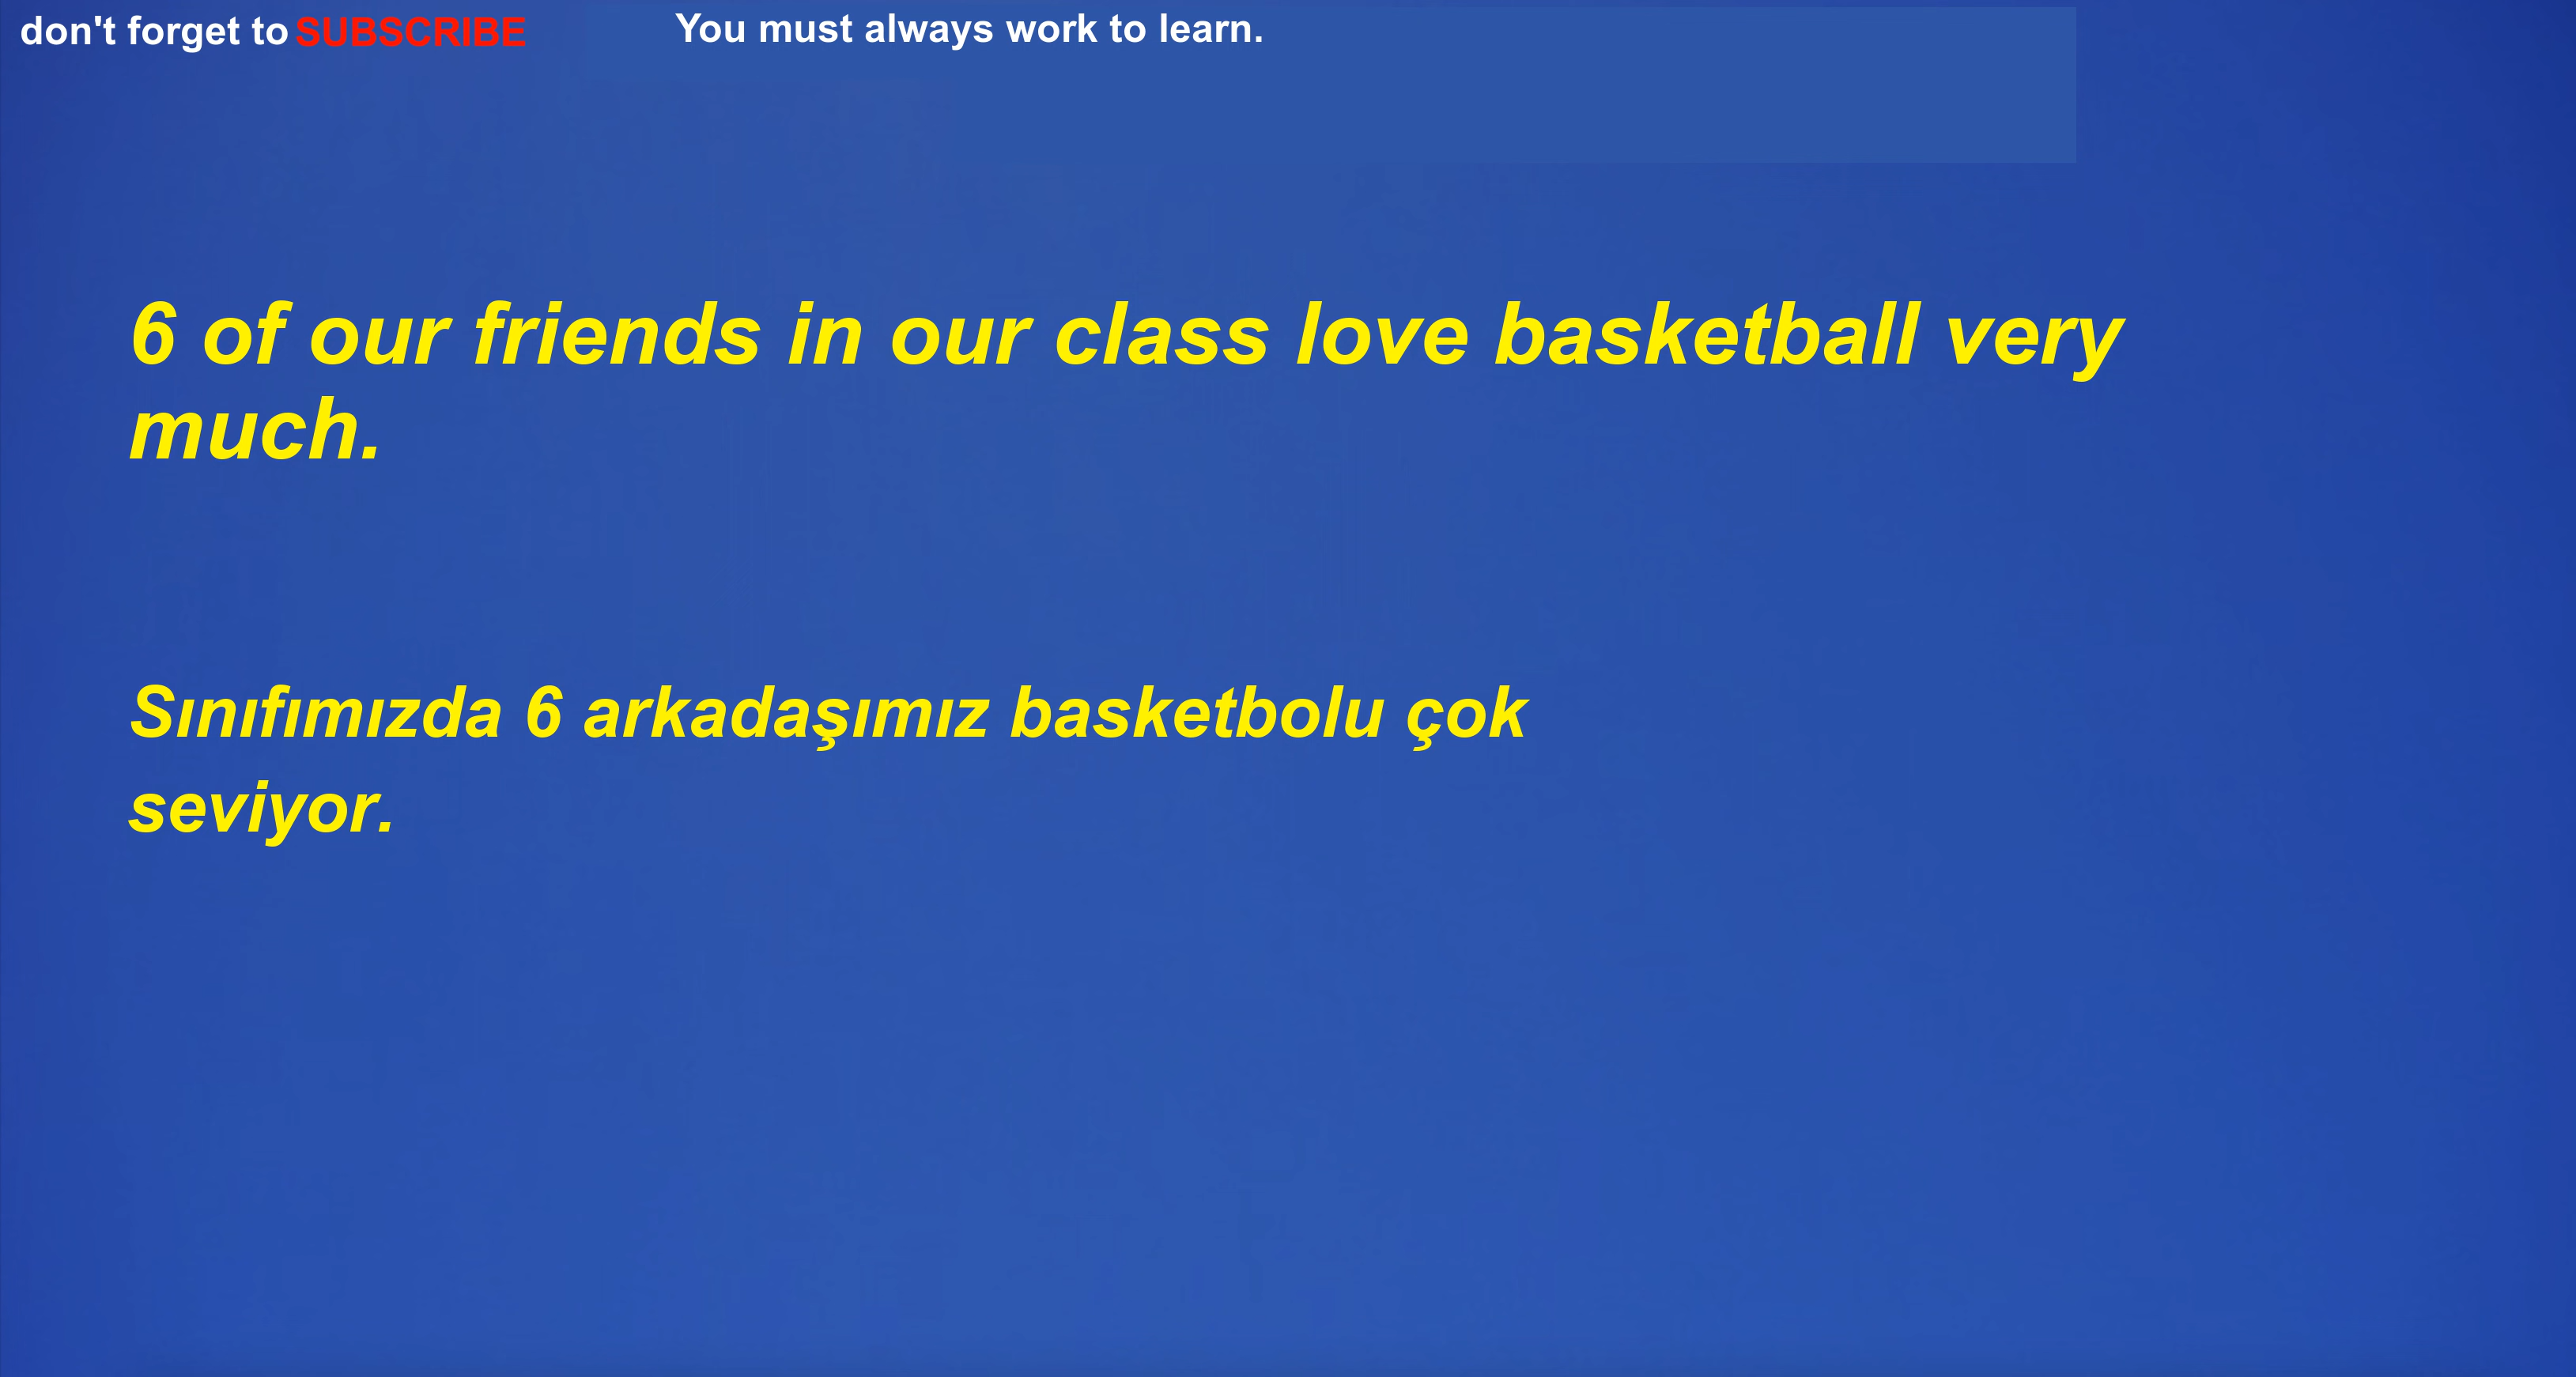 don't forget to SUBSCRIBE
You must always work to learn.
6 of our friends in our class love basketball very
much.
Sınıfımızda 6 arkadaşımız basketbolu çok
seviyor.